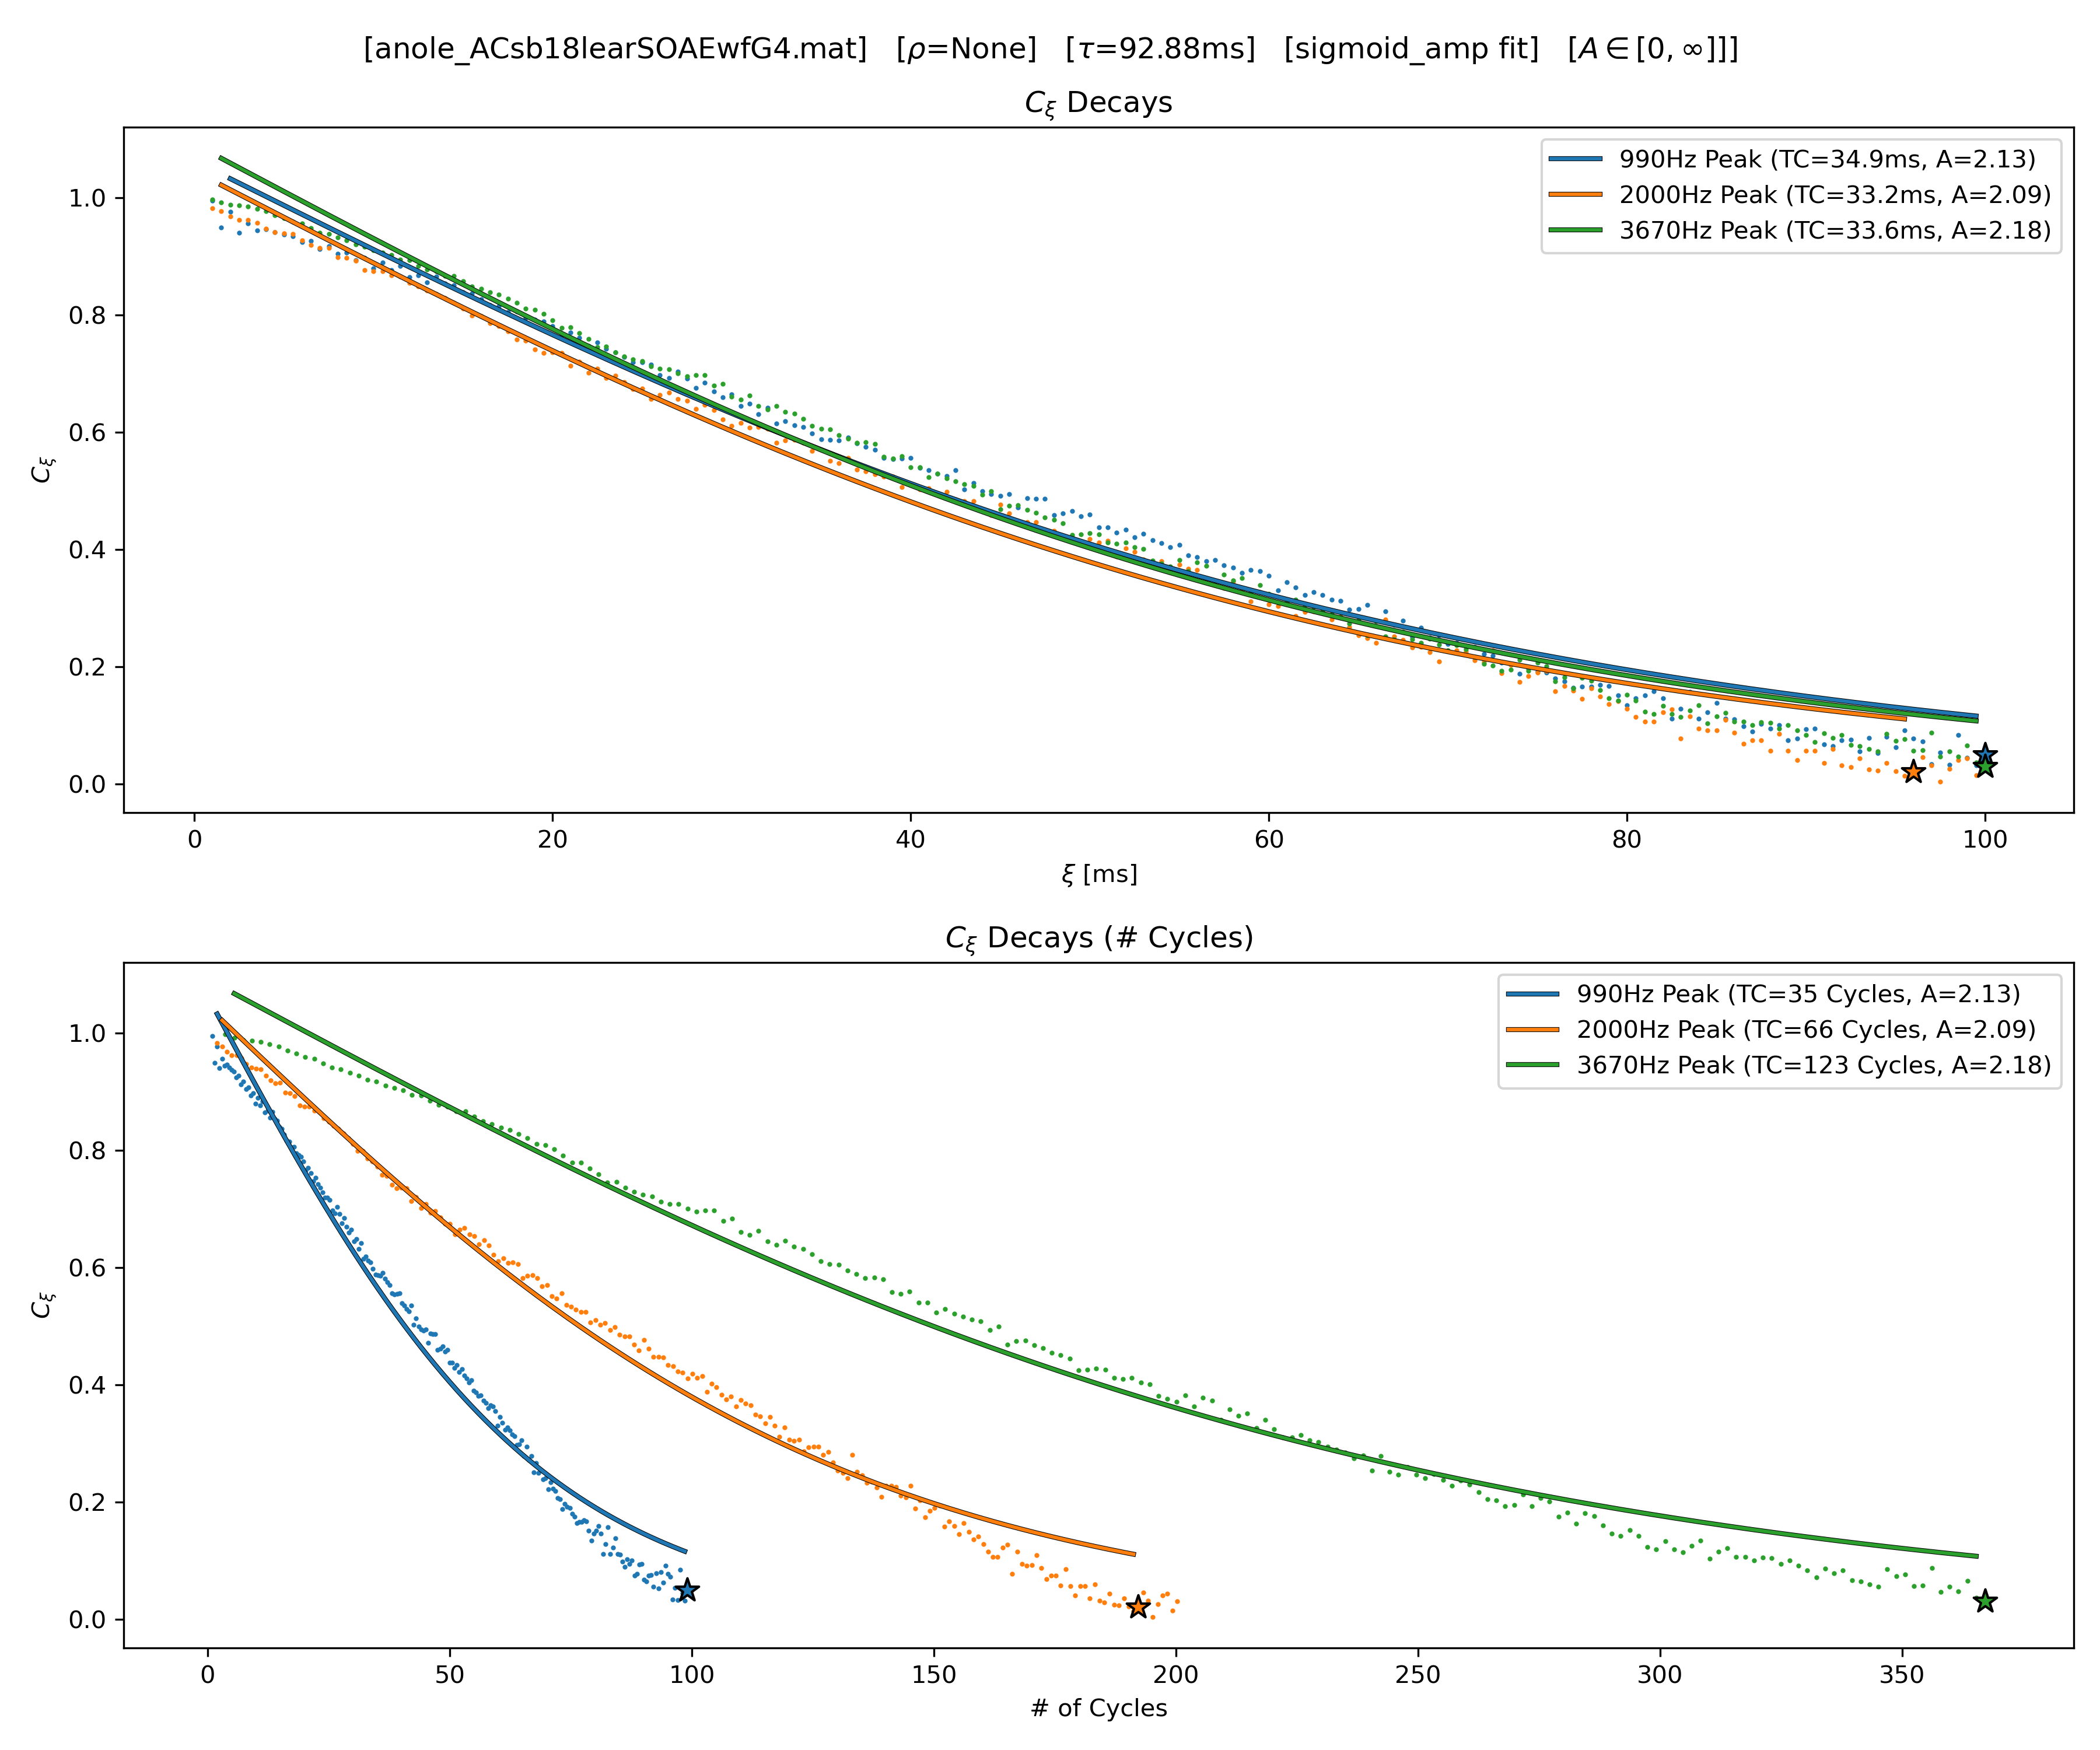 [anole_ACsb18learSOAEwfG4.mat]   [ρ=None]   [τ=92.88ms]   [sigmoid_amp fit]   [A ∈ [0, ∞]]]
C_ξ Decays
C_ξ
1.0
0.8
0.6
0.4
0.2
0.0
990Hz Peak (TC=34.9ms, A=2.13)
2000Hz Peak (TC=33.2ms, A=2.09)
3670Hz Peak (TC=33.6ms, A=2.18)
0 20 40 60 80 100
ξ [ms]
C_ξ Decays (# Cycles)
C_ξ
1.0
0.8
0.6
0.4
0.2
0.0
990Hz Peak (TC=35 Cycles, A=2.13)
2000Hz Peak (TC=66 Cycles, A=2.09)
3670Hz Peak (TC=123 Cycles, A=2.18)
0 50 100 150 200 250 300 350
# of Cycles